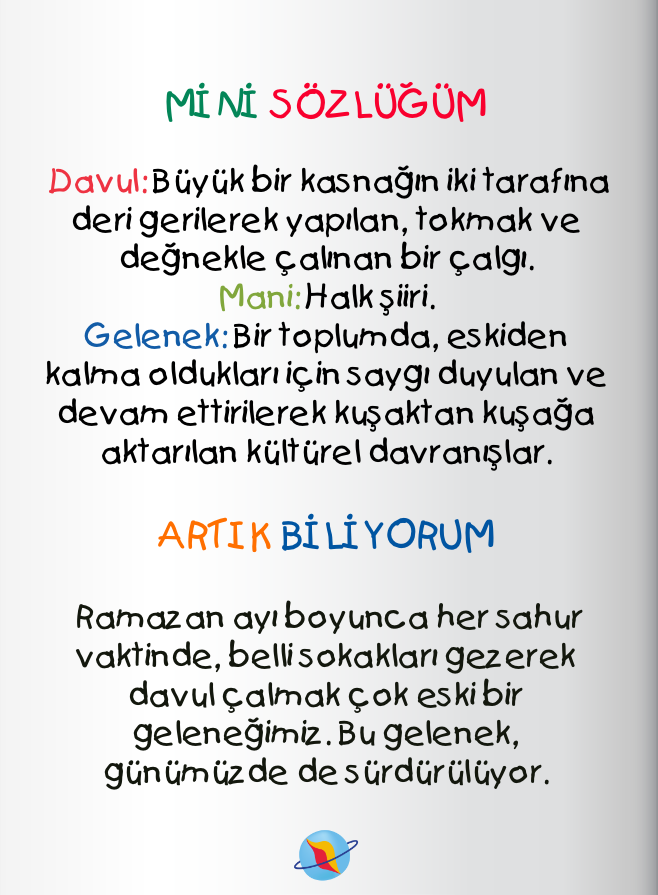 MİNİ SÖZLÜĞÜM
Davul: Büyük bir kasnağın iki tarafına
deri gerilerek yapılan, tokmak ve
değnekle çalınan bir çalgı.
Mani: Halk şiiri.
Gelenek: Bir toplumda, eskiden
kalma oldukları için saygı duyulan ve
devam ettirilerek kuşaktan kuşağa
aktarılan kültürel davranışlar.
ARTIK BİLİYORUM
Ramazan ayı boyunca her sahur
vaktinde, belli sokakları gezerek
davul çalmak çok eski bir
geleneğimiz. Bu gelenek,
günümüzde de sürdürülüyor.